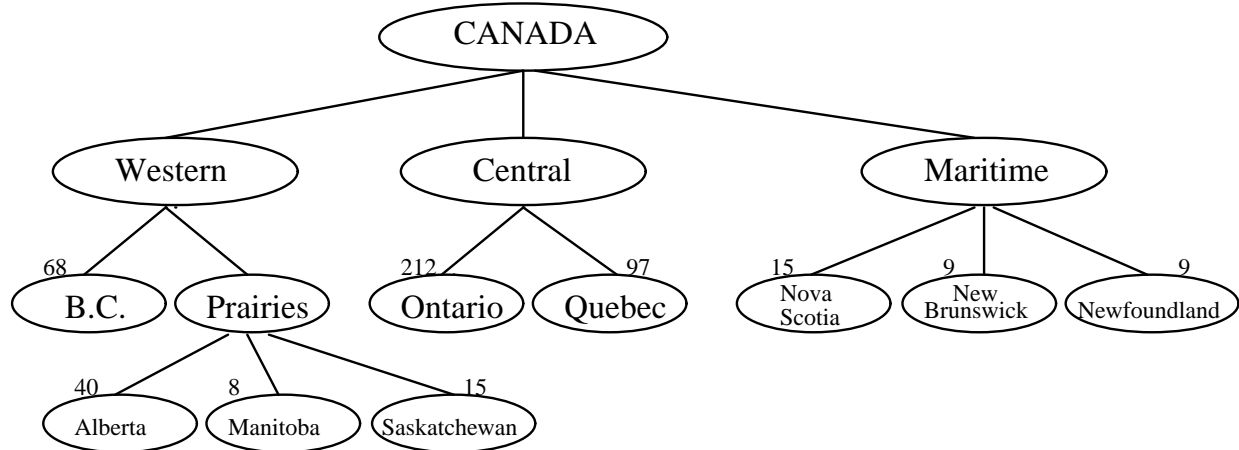 CANADA
Western Central Maritime
68 212 97 15 9 9
B.C. Prairies Ontario Quebec Nova Scotia New Brunswick Newfoundland
40 8 15
Alberta Manitoba Saskatchewan